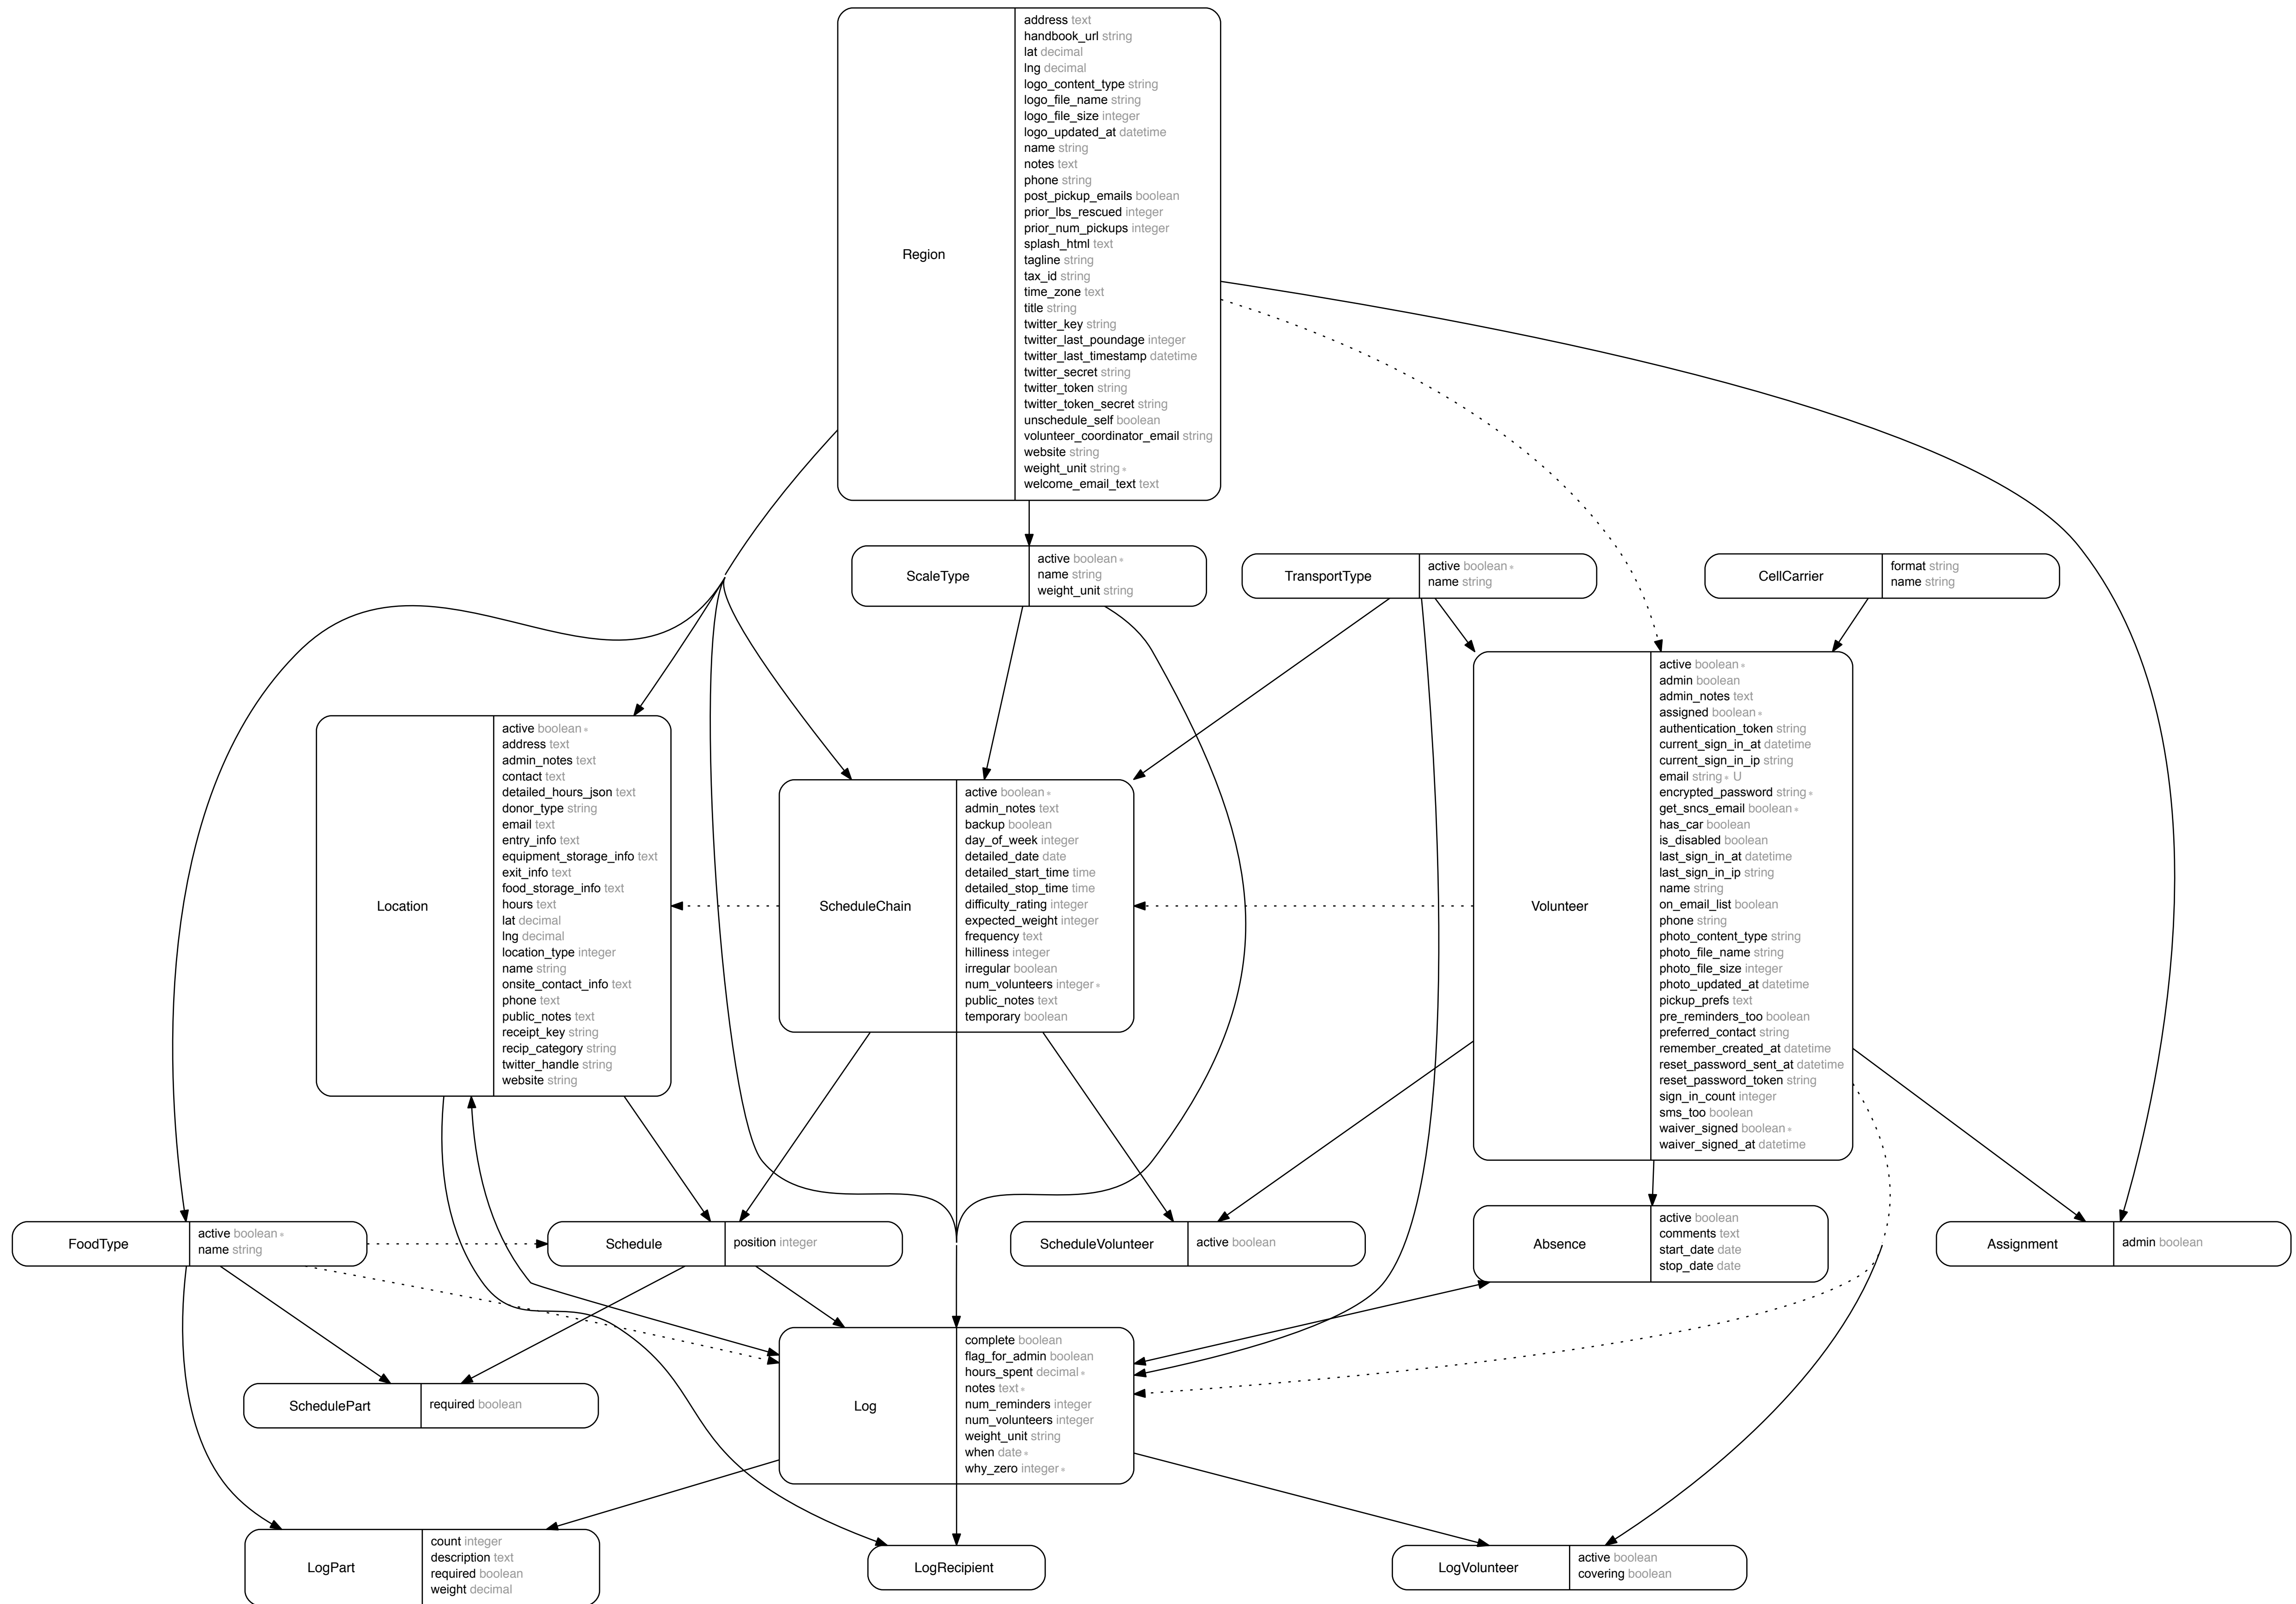 Region
address text
handbook_url string
lat decimal
lng decimal
logo_content_type string
logo_file_name string
logo_file_size integer
logo_updated_at datetime
name string
notes text
phone string
post_pickup_emails boolean
prior_lbs_rescued integer
prior_num_pickups integer
splash_html text
tagline string
tax_id string
time_zone text
title string
twitter_key string
twitter_last_poundage integer
twitter_last_timestamp datetime
twitter_secret string
twitter_token string
twitter_token_secret string
unschedule_self boolean
volunteer_coordinator_email string
website string
weight_unit string *
welcome_email_text text
ScaleType
active boolean *
name string
weight_unit string
TransportType
active boolean *
name string
CellCarrier
format string
name string
Location
active boolean *
address text
admin_notes text
contact text
detailed_hours_json text
donor_type string
email text
entry_info text
equipment_storage_info text
exit_info text
food_storage_info text
hours text
lat decimal
lng decimal
location_type integer
name string
onsite_contact_info text
phone text
public_notes text
receipt_key string
recip_category string
twitter_handle string
website string
ScheduleChain
active boolean *
admin_notes text
backup boolean
day_of_week integer
detailed_date date
detailed_start_time time
detailed_stop_time time
difficulty_rating integer
expected_weight integer
frequency text
hilliness integer
irregular boolean
num_volunteers integer *
public_notes text
temporary boolean
Volunteer
active boolean *
admin boolean
admin_notes text
assigned boolean *
authentication_token string
current_sign_in_at datetime
current_sign_in_ip string
email string * U
encrypted_password string *
get_sncs_email boolean *
has_car boolean
is_disabled boolean
last_sign_in_at datetime
last_sign_in_ip string
name string
on_email_list boolean
phone string
photo_content_type string
photo_file_name string
photo_file_size integer
photo_updated_at datetime
pickup_prefs text
pre_reminders_too boolean
preferred_contact string
remember_created_at datetime
reset_password_sent_at datetime
reset_password_token string
sign_in_count integer
sms_too boolean
waiver_signed boolean *
waiver_signed_at datetime
FoodType
active boolean *
name string
Schedule
position integer
ScheduleVolunteer
active boolean
Absence
active boolean
comments text
start_date date
stop_date date
Assignment
admin boolean
SchedulePart
required boolean
Log
complete boolean
flag_for_admin boolean
hours_spent decimal *
notes text *
num_reminders integer
num_volunteers integer
weight_unit string
when date *
why_zero integer *
LogPart
count integer
description text
required boolean
weight decimal
LogRecipient
LogVolunteer
active boolean
covering boolean